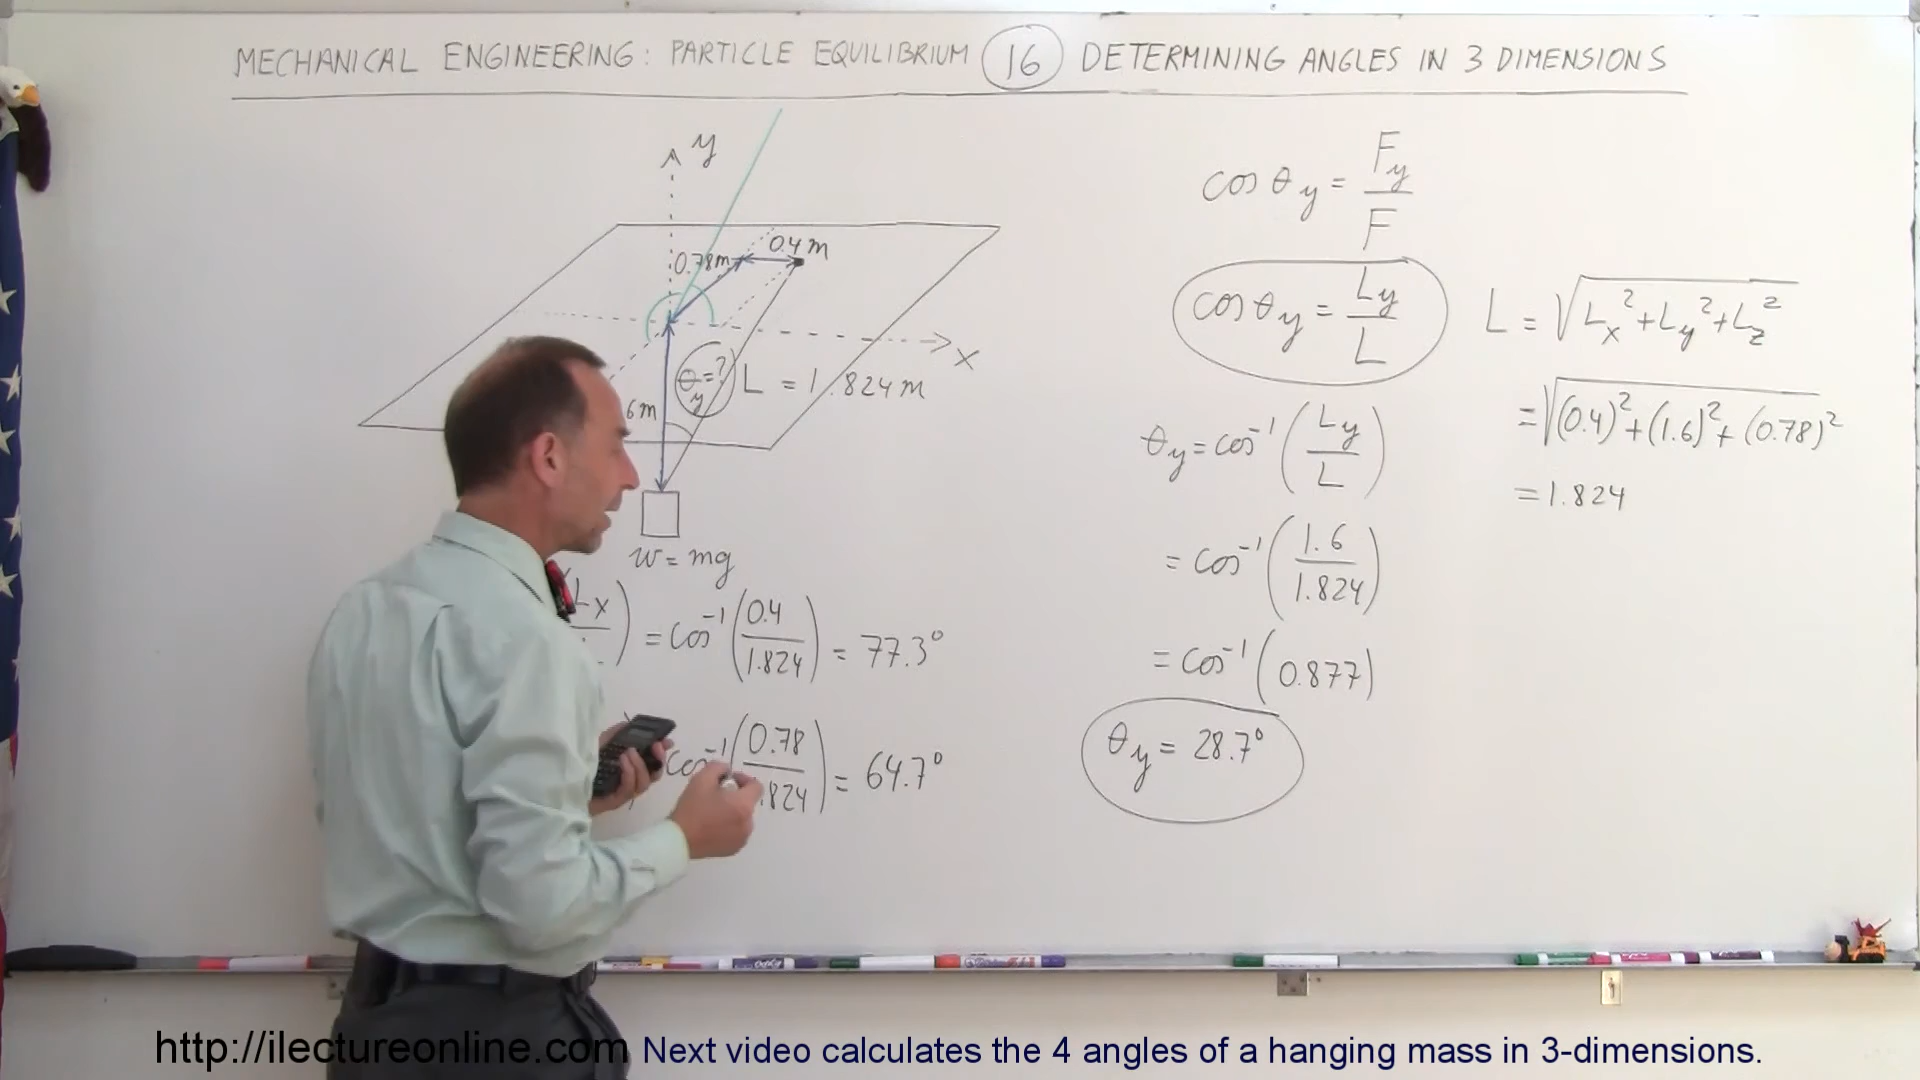 MECHANICAL ENGINEERING: PARTICLE EQUILIBRIUM 16 DETERMINING ANGLES IN 3 DIMENSIONS
y
0.78m
0.4 m
x
θy=?
L = 1.824 m
6m
w = mg
Lx ) = cos⁻¹(0.4/1.824) = 77.3°
cos⁻¹(0.78/.824) = 64.7°
cos θy = Fy/F
cos θy = Ly/L
θy = cos⁻¹(Ly/L)
= cos⁻¹(1.6/1.824)
= cos⁻¹(0.877)
θy = 28.7°
L = √(Lx² + Ly² + Lz²)
= √((0.4)² + (1.6)² + (0.78)²)
= 1.824
http://ilectureonline.com Next video calculates the 4 angles of a hanging mass in 3-dimensions.